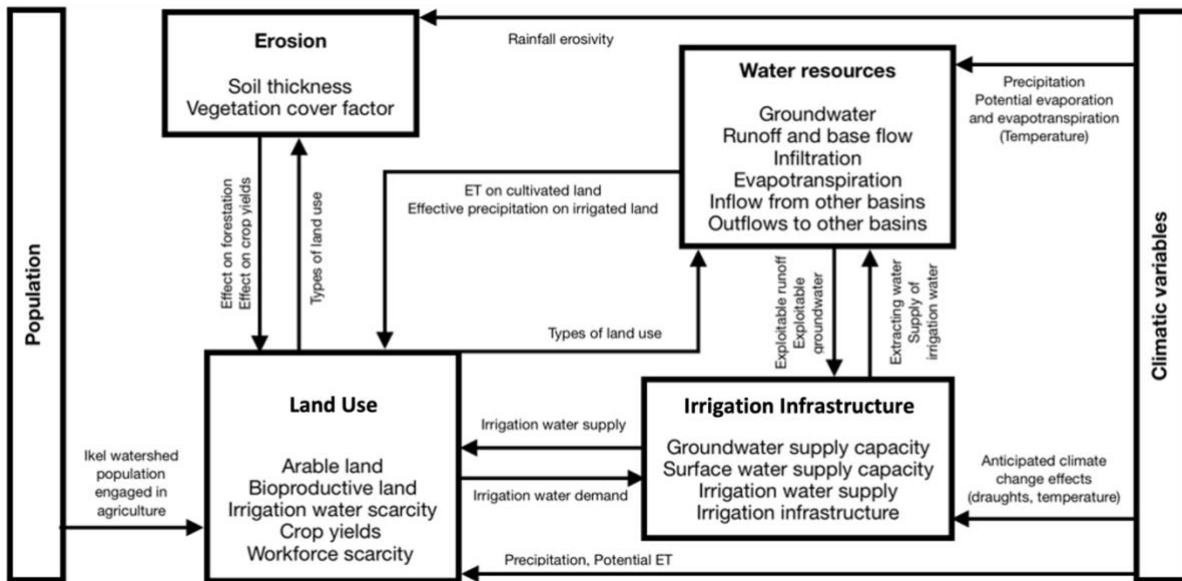 Population
Erosion
Soil thickness
Vegetation cover factor
Rainfall erosivity
Water resources
Groundwater
Runoff and base flow
Infiltration
Evapotranspiration
Inflow from other basins
Outflows to other basins
Precipitation
Potential evaporation
and evapotranspiration
(Temperature)
Climatic variables
ET on cultivated land
Effective precipitation on irrigated land
Effect on forestation
Effect on crop yields
Types of land use
Types of land use
Exploitable runoff
Exploitable
groundwater
Extracting water
Supply of
irrigation water
Land Use
Arable land
Bioproductive land
Irrigation water scarcity
Crop yields
Workforce scarcity
Irrigation water supply
Irrigation water demand
Irrigation Infrastructure
Groundwater supply capacity
Surface water supply capacity
Irrigation water supply
Irrigation infrastructure
Ikel watershed
population
engaged in
agriculture
Anticipated climate
change effects
(draughts, temperature)
Precipitation, Potential ET